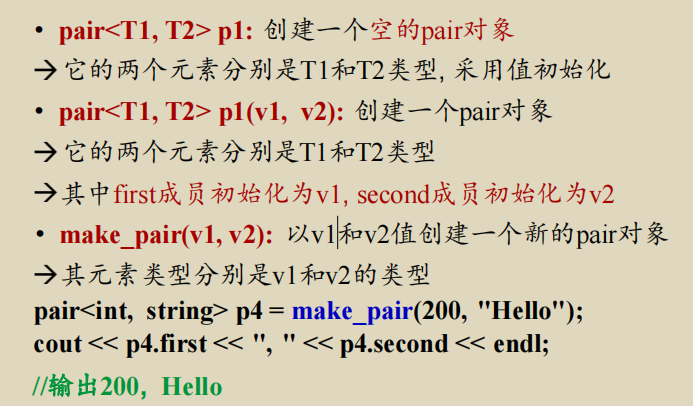 • pair<T1, T2> p1: 创建一个空的pair对象
→它的两个元素分别是T1和T2类型, 采用值初始化
• pair<T1, T2> p1(v1, v2): 创建一个pair对象
→它的两个元素分别是T1和T2类型
→其中first成员初始化为v1, second成员初始化为v2
• make_pair(v1, v2): 以v1和v2值创建一个新的pair对象
→其元素类型分别是v1和v2的类型
pair<int, string> p4 = make_pair(200, "Hello");
cout << p4.first << ", " << p4.second << endl;
//输出200, Hello